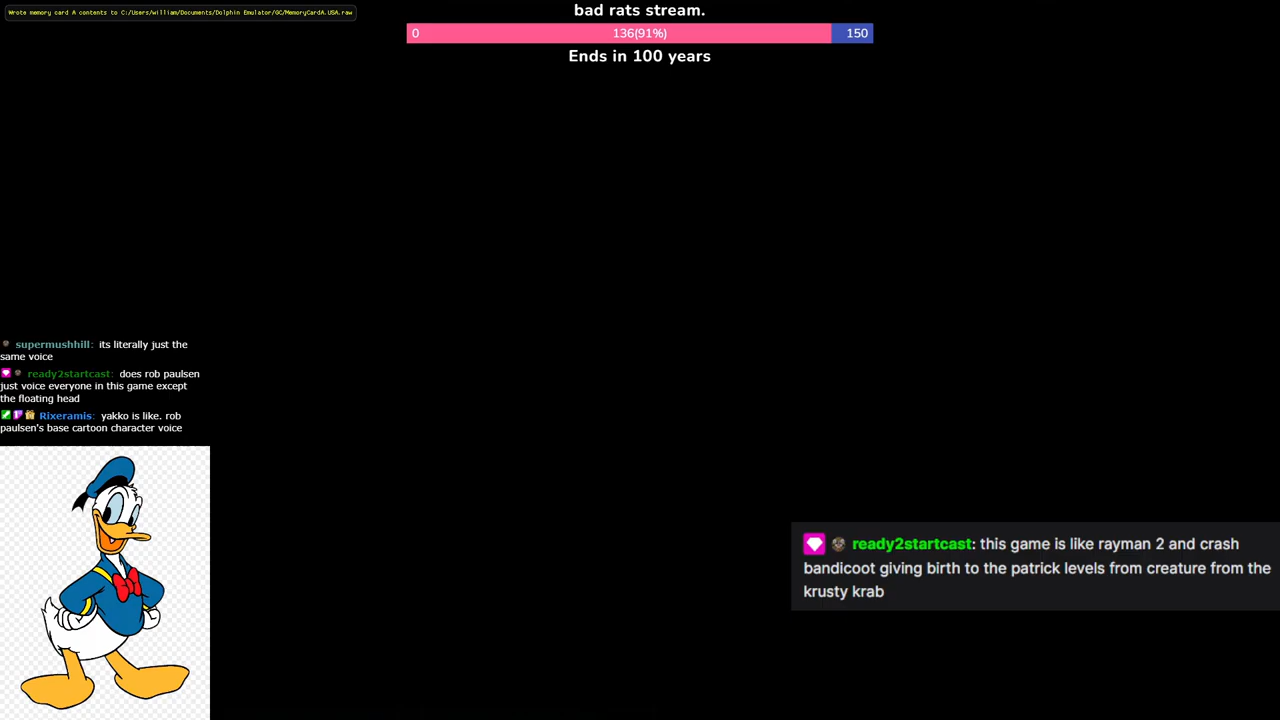 Wrote memory card A contents to C:/Users/william/Documents/Dolphin Emulator/GC/MemoryCardA.USA.raw
bad rats stream.
0 136(91%) 150
Ends in 100 years
supermushhill: its literally just the
same voice
ready2startcast: does rob paulsen
just voice everyone in this game except
the floating head
Rixeramis: yakko is like. rob
paulsen's base cartoon character voice
ready2startcast: this game is like rayman 2 and crash
bandicoot giving birth to the patrick levels from creature from the
krusty krab